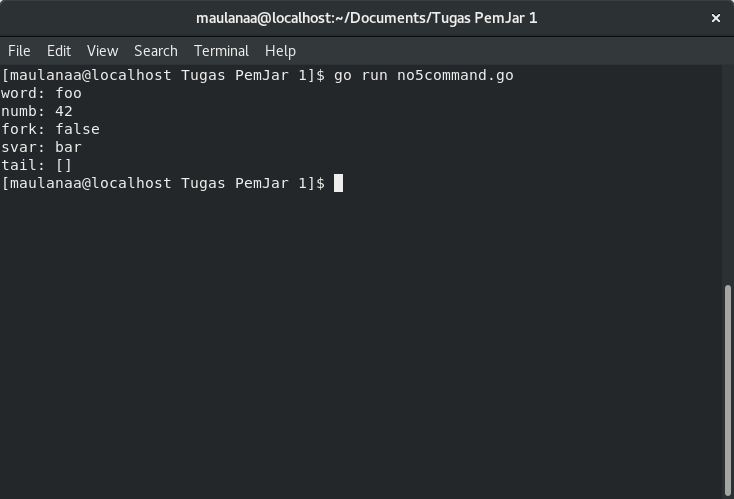 maulanaa@localhost:~/Documents/Tugas PemJar 1
File Edit View Search Terminal Help
[maulanaa@localhost Tugas PemJar 1]$ go run no5command.go
word: foo
numb: 42
fork: false
svar: bar
tail: []
[maulanaa@localhost Tugas PemJar 1]$